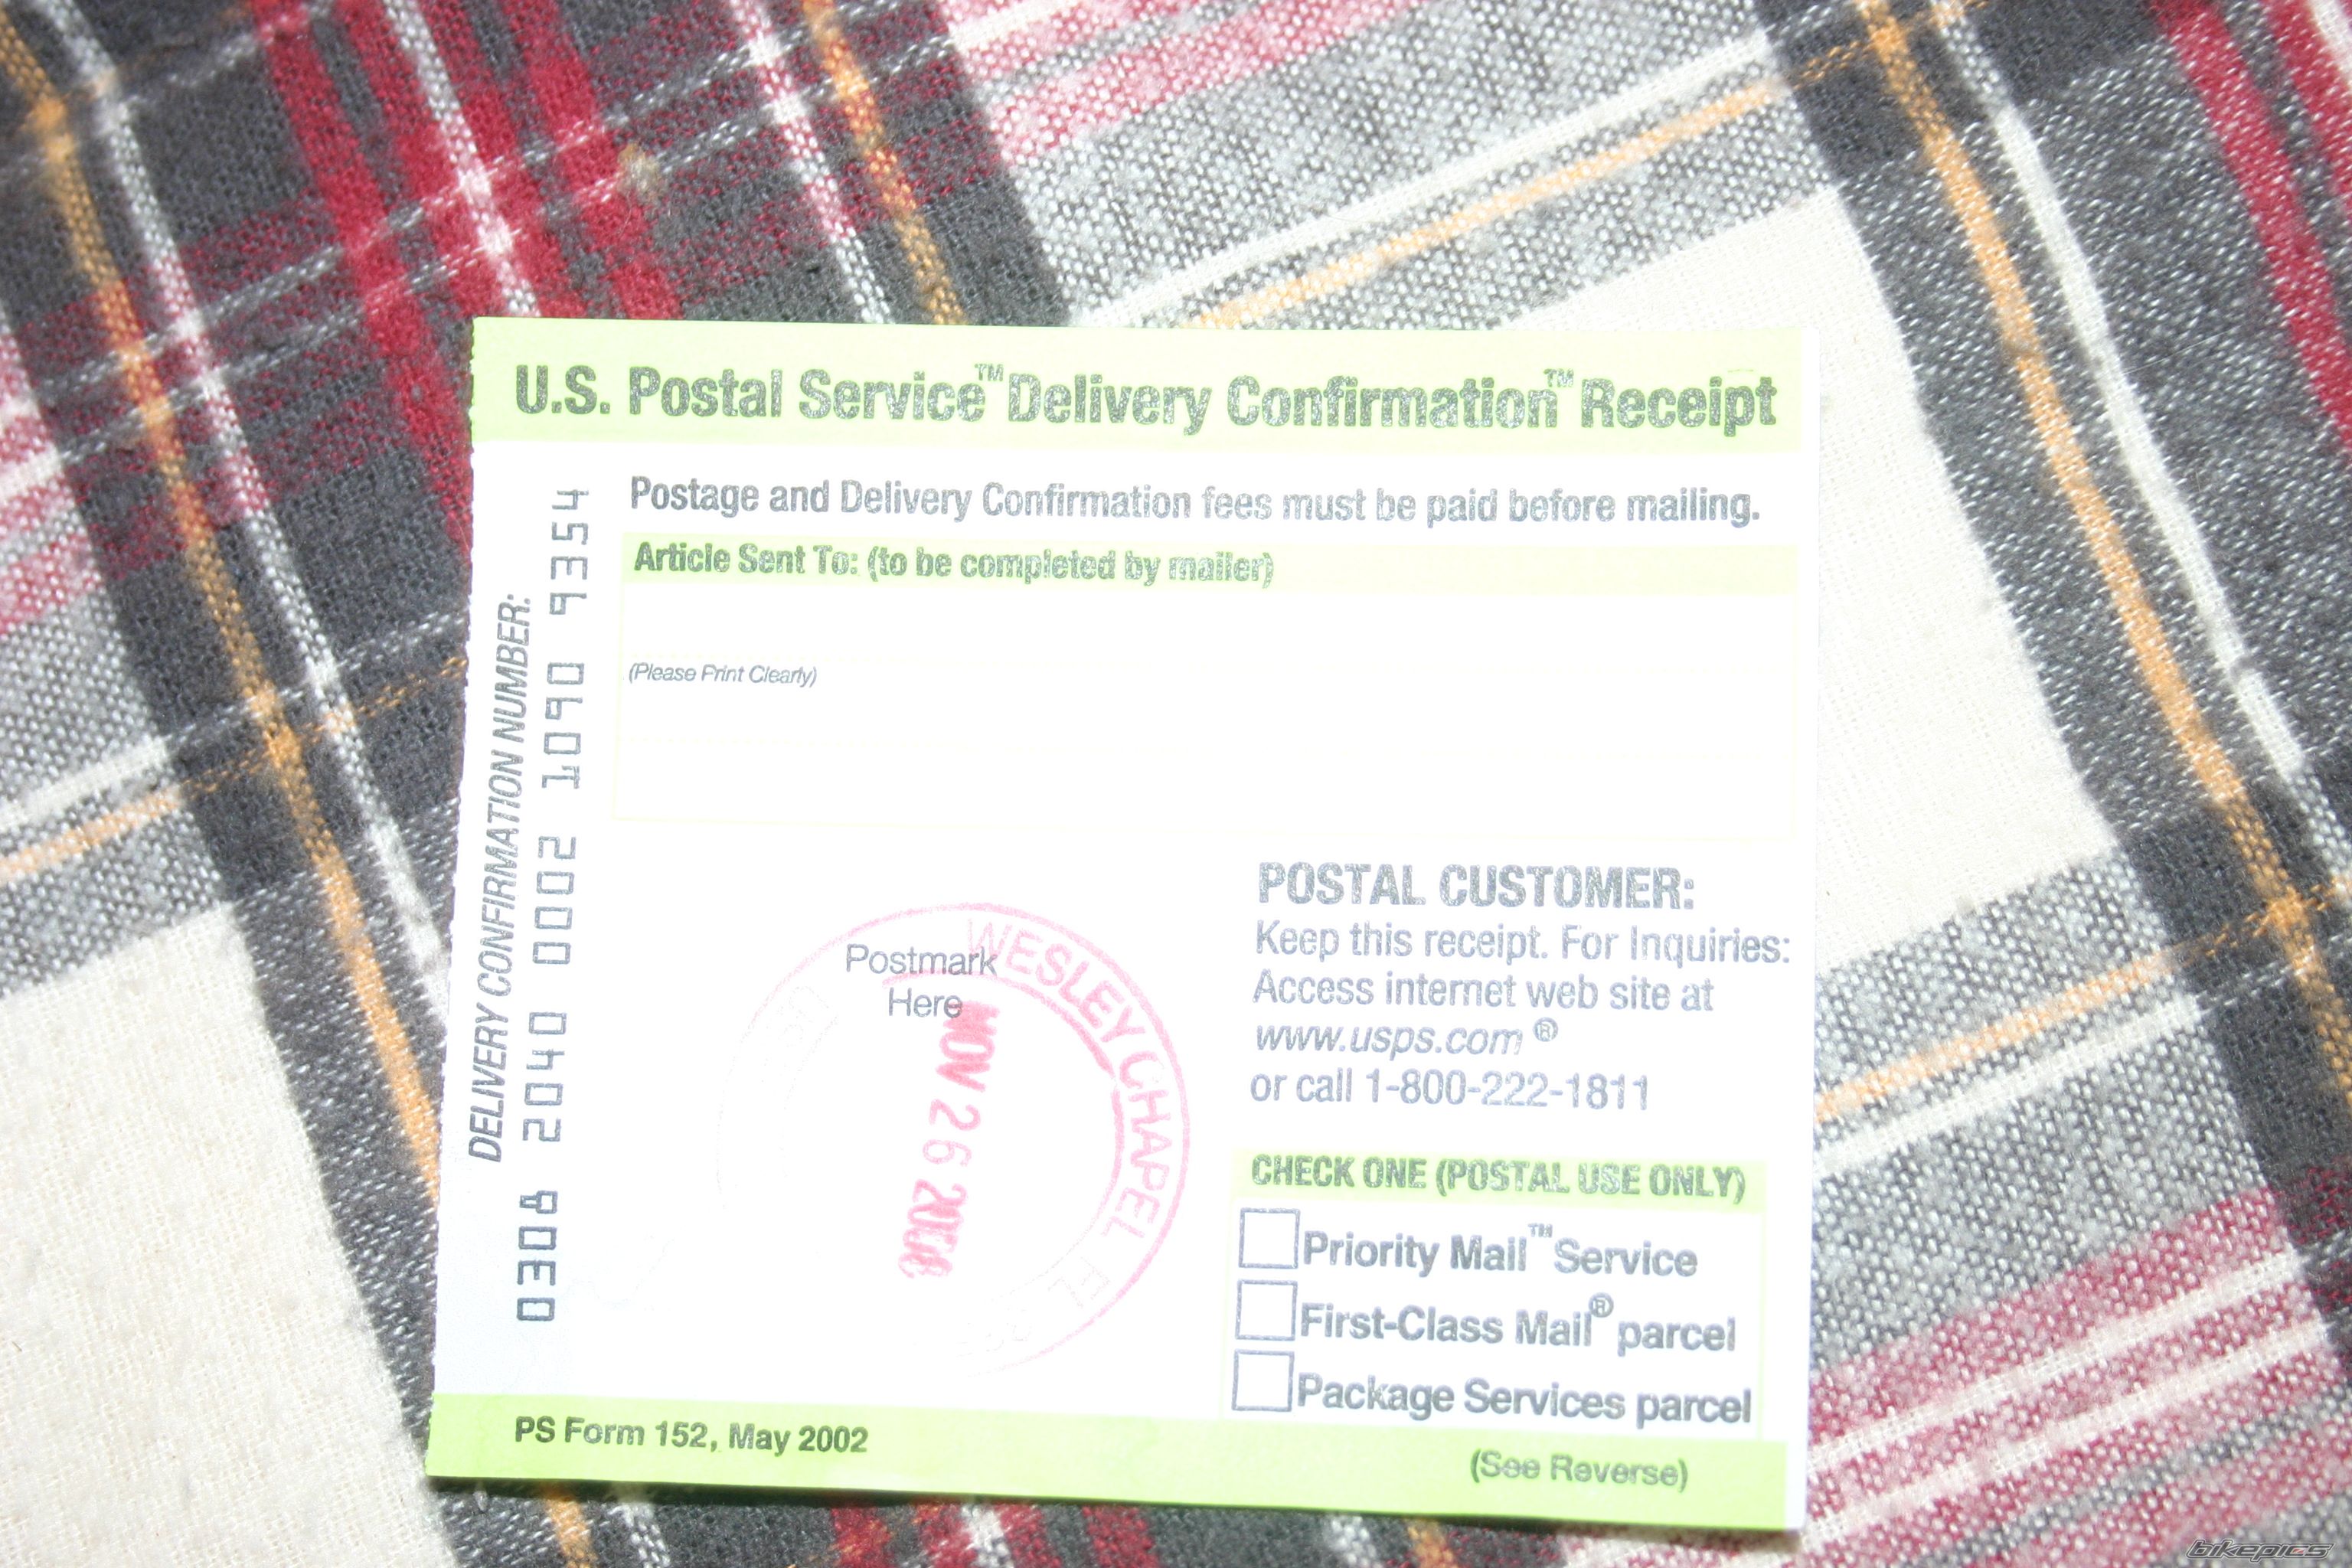 U.S. Postal Service™ Delivery Confirmation™ Receipt
Postage and Delivery Confirmation fees must be paid before mailing.
Article Sent To: (to be completed by mailer)
(Please Print Clearly)
DELIVERY CONFIRMATION NUMBER:
0308 2040 0002 1090 9354
Postmark
Here
WESLEY CHAPEL FL
NOV 26
POSTAL CUSTOMER:
Keep this receipt. For Inquiries:
Access internet web site at
www.usps.com ®
or call 1-800-222-1811
CHECK ONE (POSTAL USE ONLY)
Priority Mail™ Service
First-Class Mail® parcel
Package Services parcel
PS Form 152, May 2002
(See Reverse)
bikepics